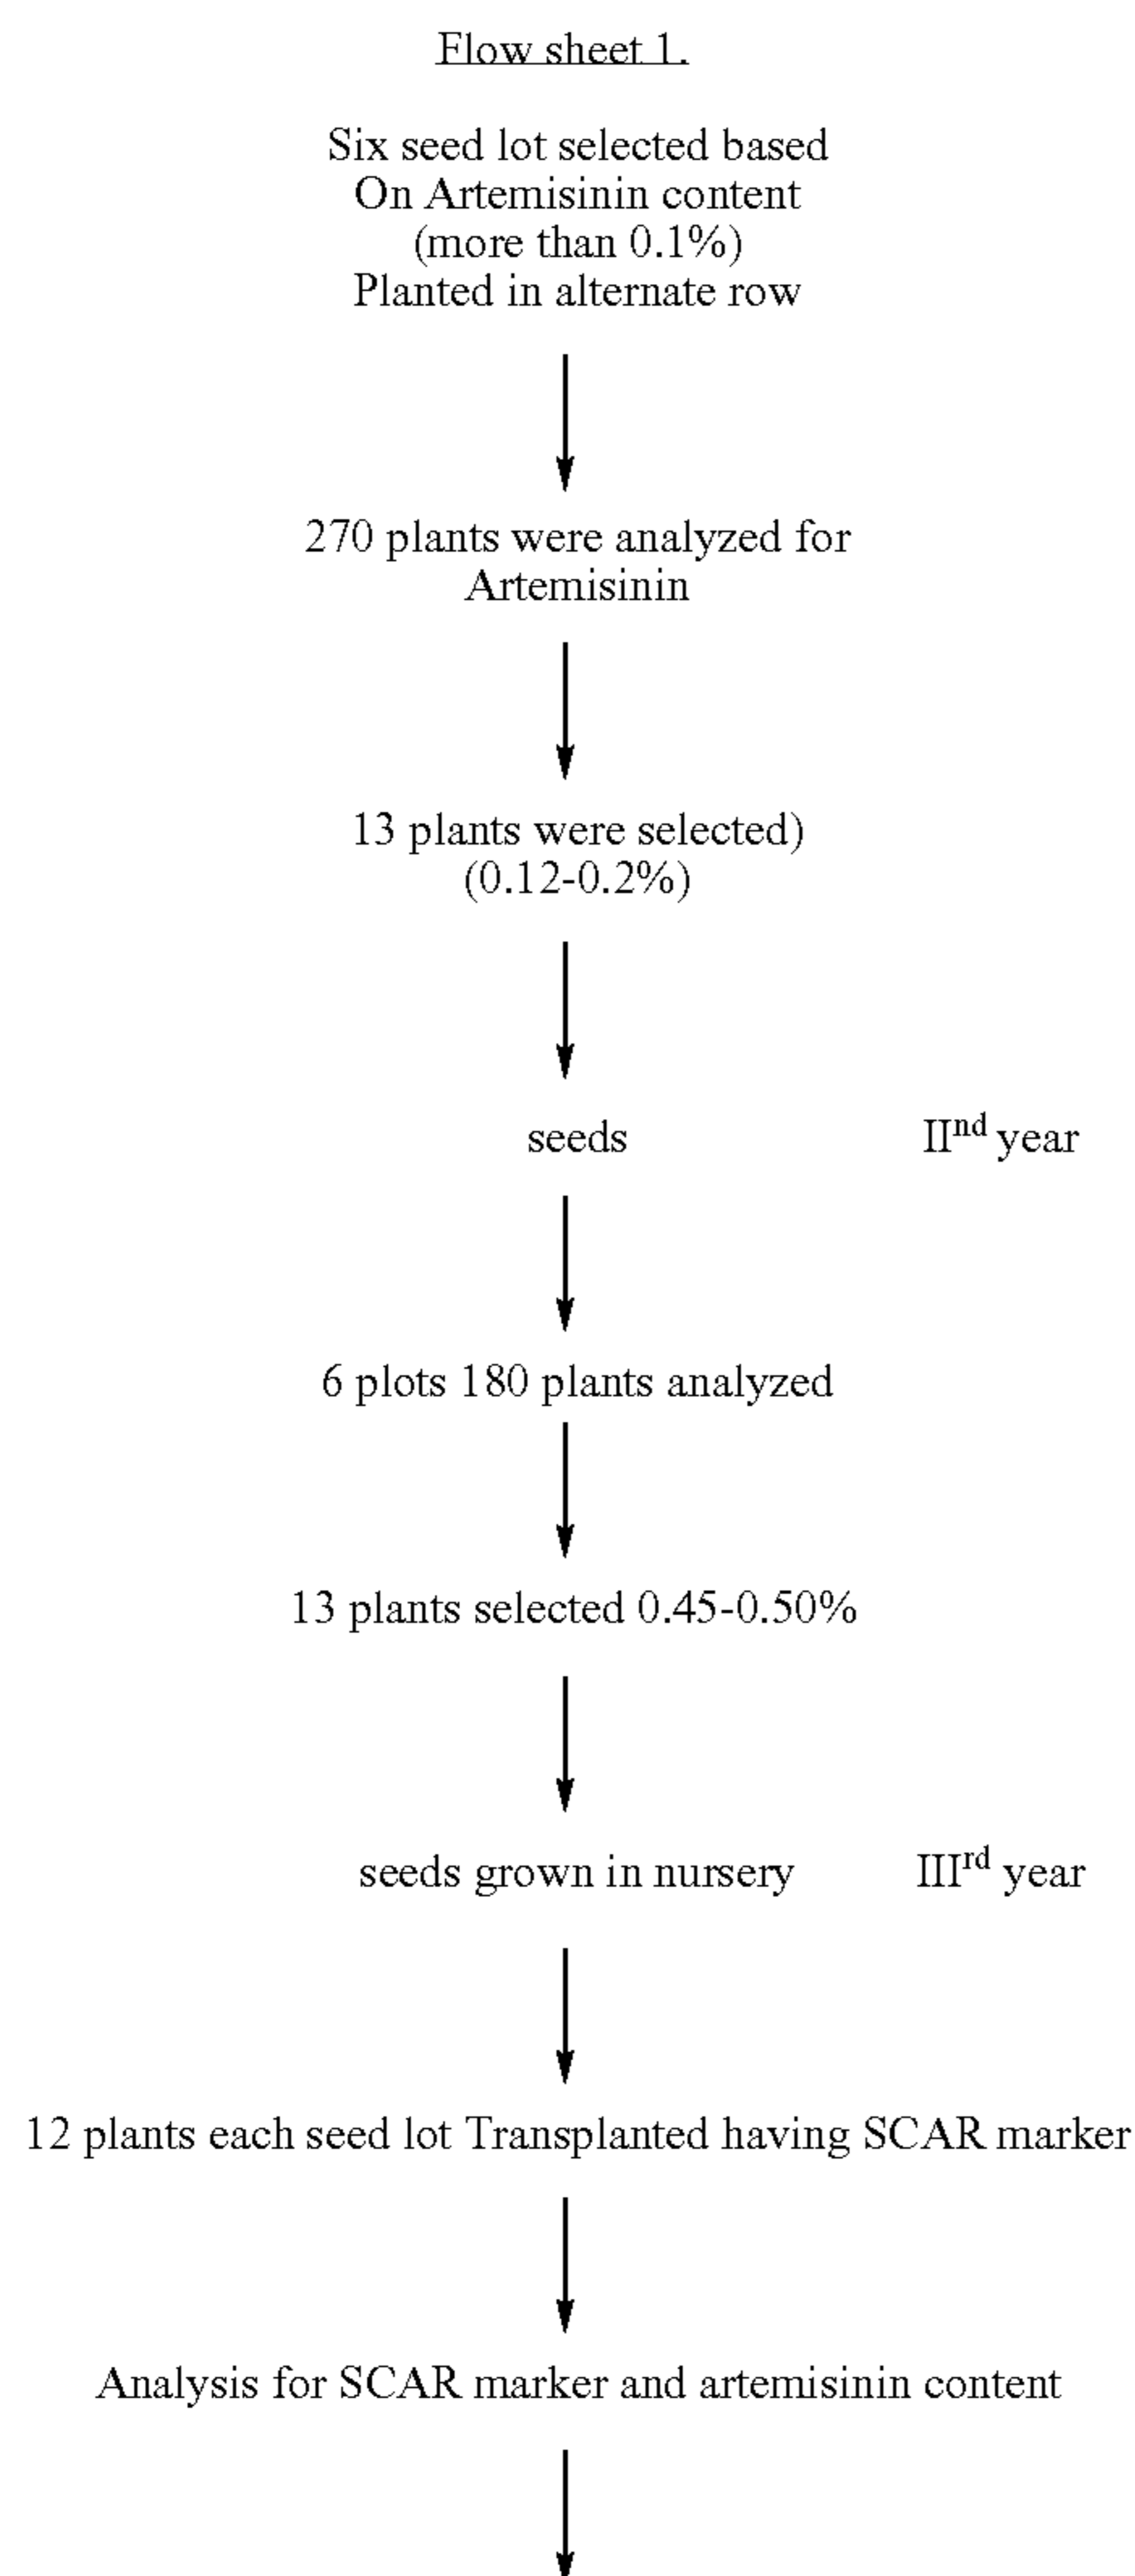 Flow sheet 1.
Six seed lot selected based
On Artemisinin content
(more than 0.1%)
Planted in alternate row
270 plants were analyzed for
Artemisinin
13 plants were selected)
(0.12-0.2%)
seeds IInd year
6 plots 180 plants analyzed
13 plants selected 0.45-0.50%
seeds grown in nursery IIIrd year
12 plants each seed lot Transplanted having SCAR marker
Analysis for SCAR marker and artemisinin content